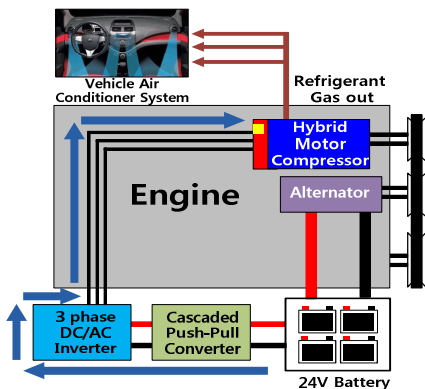 Vehicle Air
Conditioner System
Refrigerant
Gas out
Hybrid
Motor
Compressor
Engine
Alternator
3 phase
DC/AC
Inverter
Cascaded
Push-Pull
Converter
24V Battery